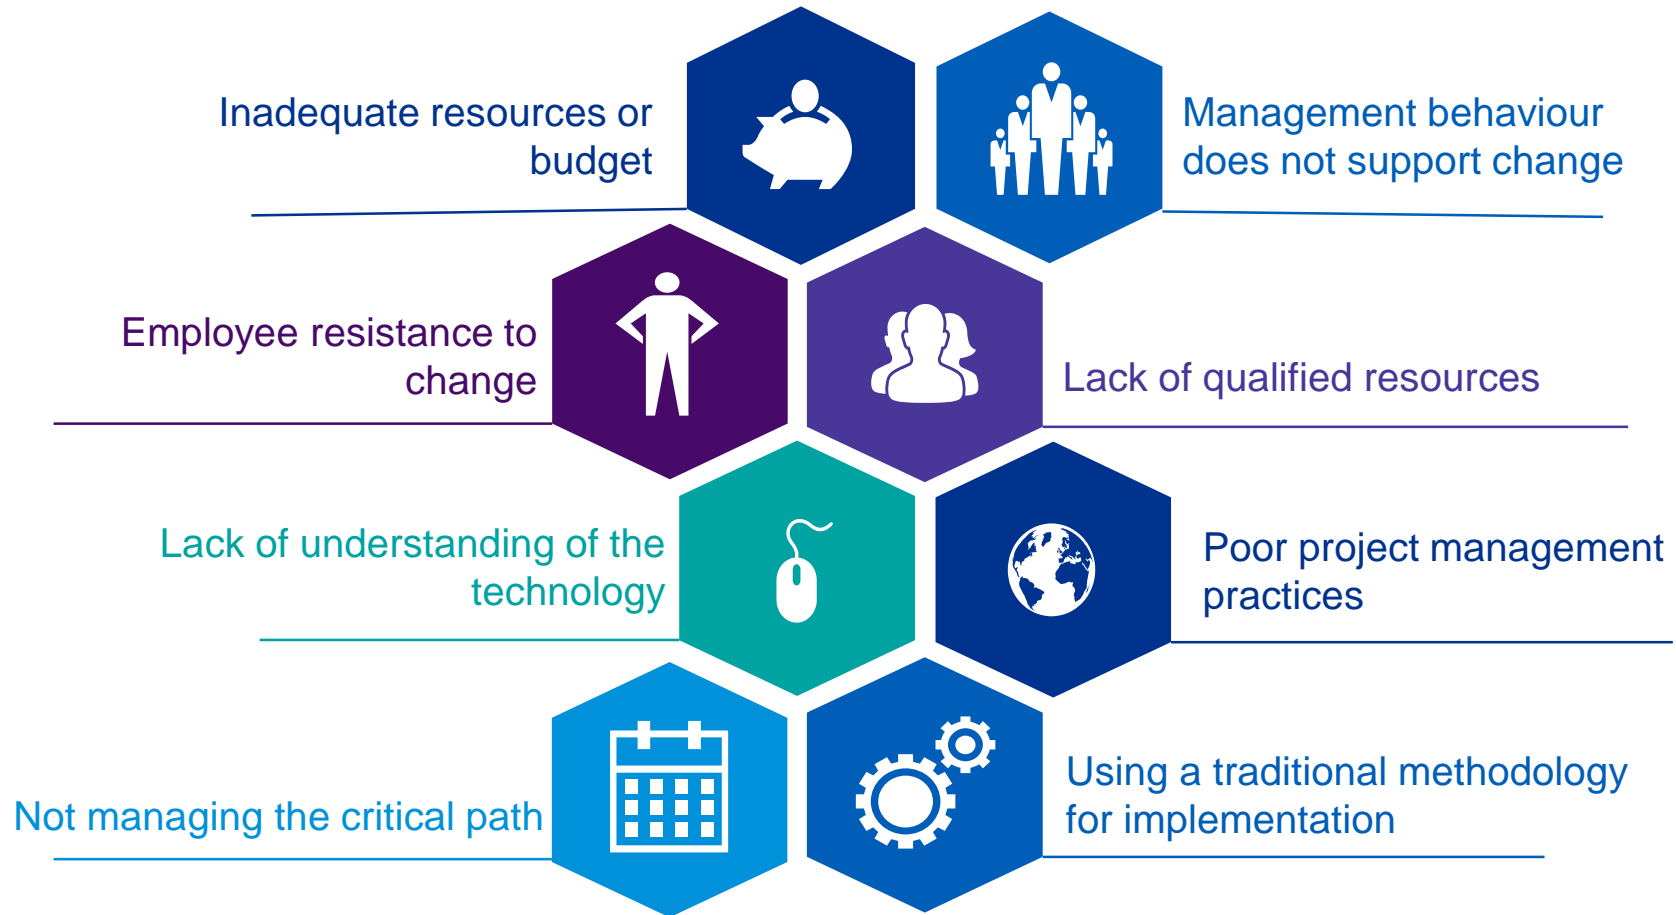 Inadequate resources or
budget
Management behaviour
does not support change
Employee resistance to
change
Lack of qualified resources
Lack of understanding of the
technology
Poor project management
practices
Not managing the critical path
Using a traditional methodology
for implementation